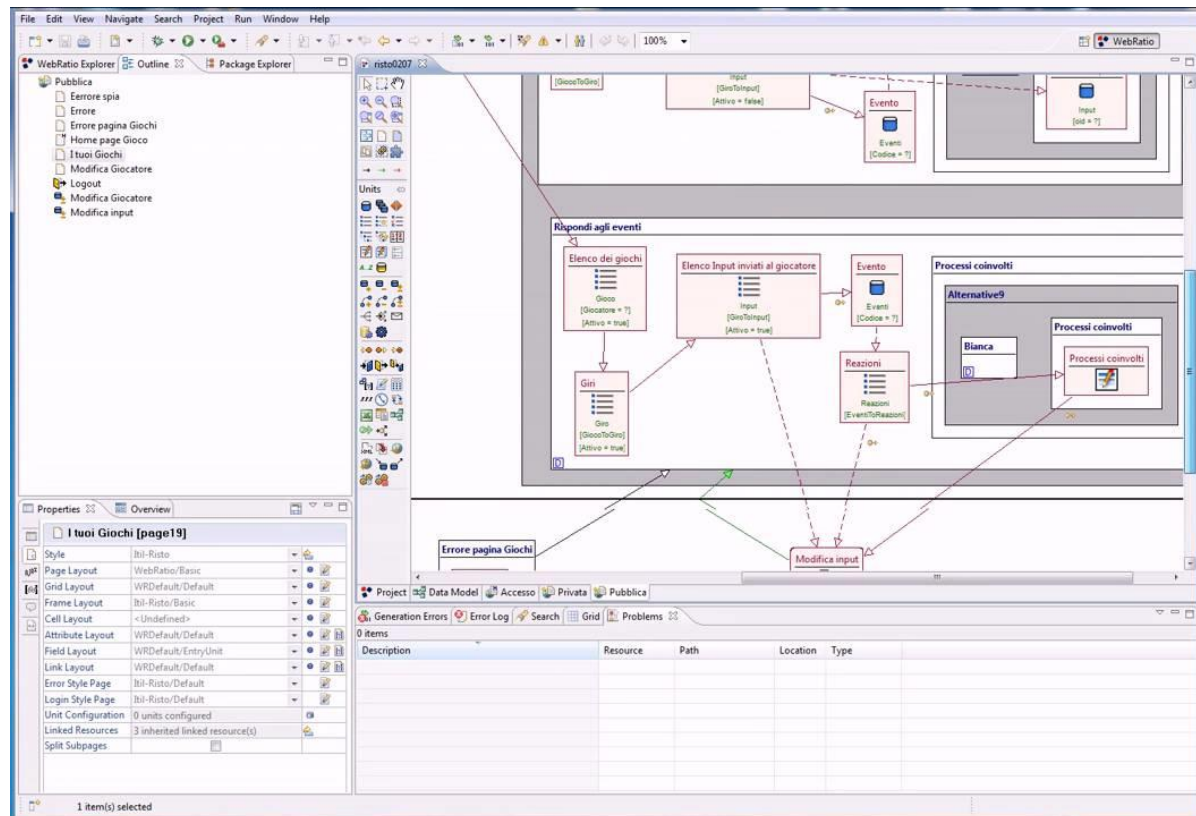 File Edit View Navigate Search Project Run Window Help
100%
WebRatio
WebRatio Explorer Outline Package Explorer
Pubblica
Eerrore spia
Errore
Errore pagina Giochi
Home page Gioco
I tuoi Giochi
Modifica Giocatore
Logout
Modifica Giocatore
Modifica input
risto0207
Units
[GiocoToGiro]
Input
[GiroToInput]
[Attivo = false]
Evento
Eventi
[Codice = ?]
Input
[oid = ?]
Rispondi agli eventi
Elenco dei giochi
Gioco
[Giocatore = ?]
[Attivo = true]
Elenco Input inviati al giocatore
Input
[GiroToInput]
[Attivo = true]
Evento
Eventi
[Codice = ?]
Processi coinvolti
Alternative9
Bianca
D
Processi coinvolti
Processi coinvolti
Giri
Giro
[GiocoToGiro]
[Attivo = true]
Reazioni
Reazioni
[EventiToReazioni]
D
Errore pagina Giochi
Modifica input
Project Data Model Accesso Privata Pubblica
Properties Overview
I tuoi Giochi [page19]
Style Itil-Risto
Page Layout WebRatio/Basic
Grid Layout WRDefault/Default
Frame Layout Itil-Risto/Basic
Cell Layout <Undefined>
Attribute Layout WRDefault/Default
Field Layout WRDefault/EntryUnit
Link Layout WRDefault/Default
Error Style Page Itil-Risto/Default
Login Style Page Itil-Risto/Default
Unit Configuration 0 units configured
Linked Resources 3 inherited linked resource(s)
Split Subpages
Generation Errors Error Log Search Grid Problems
0 items
Description Resource Path Location Type
1 item(s) selected